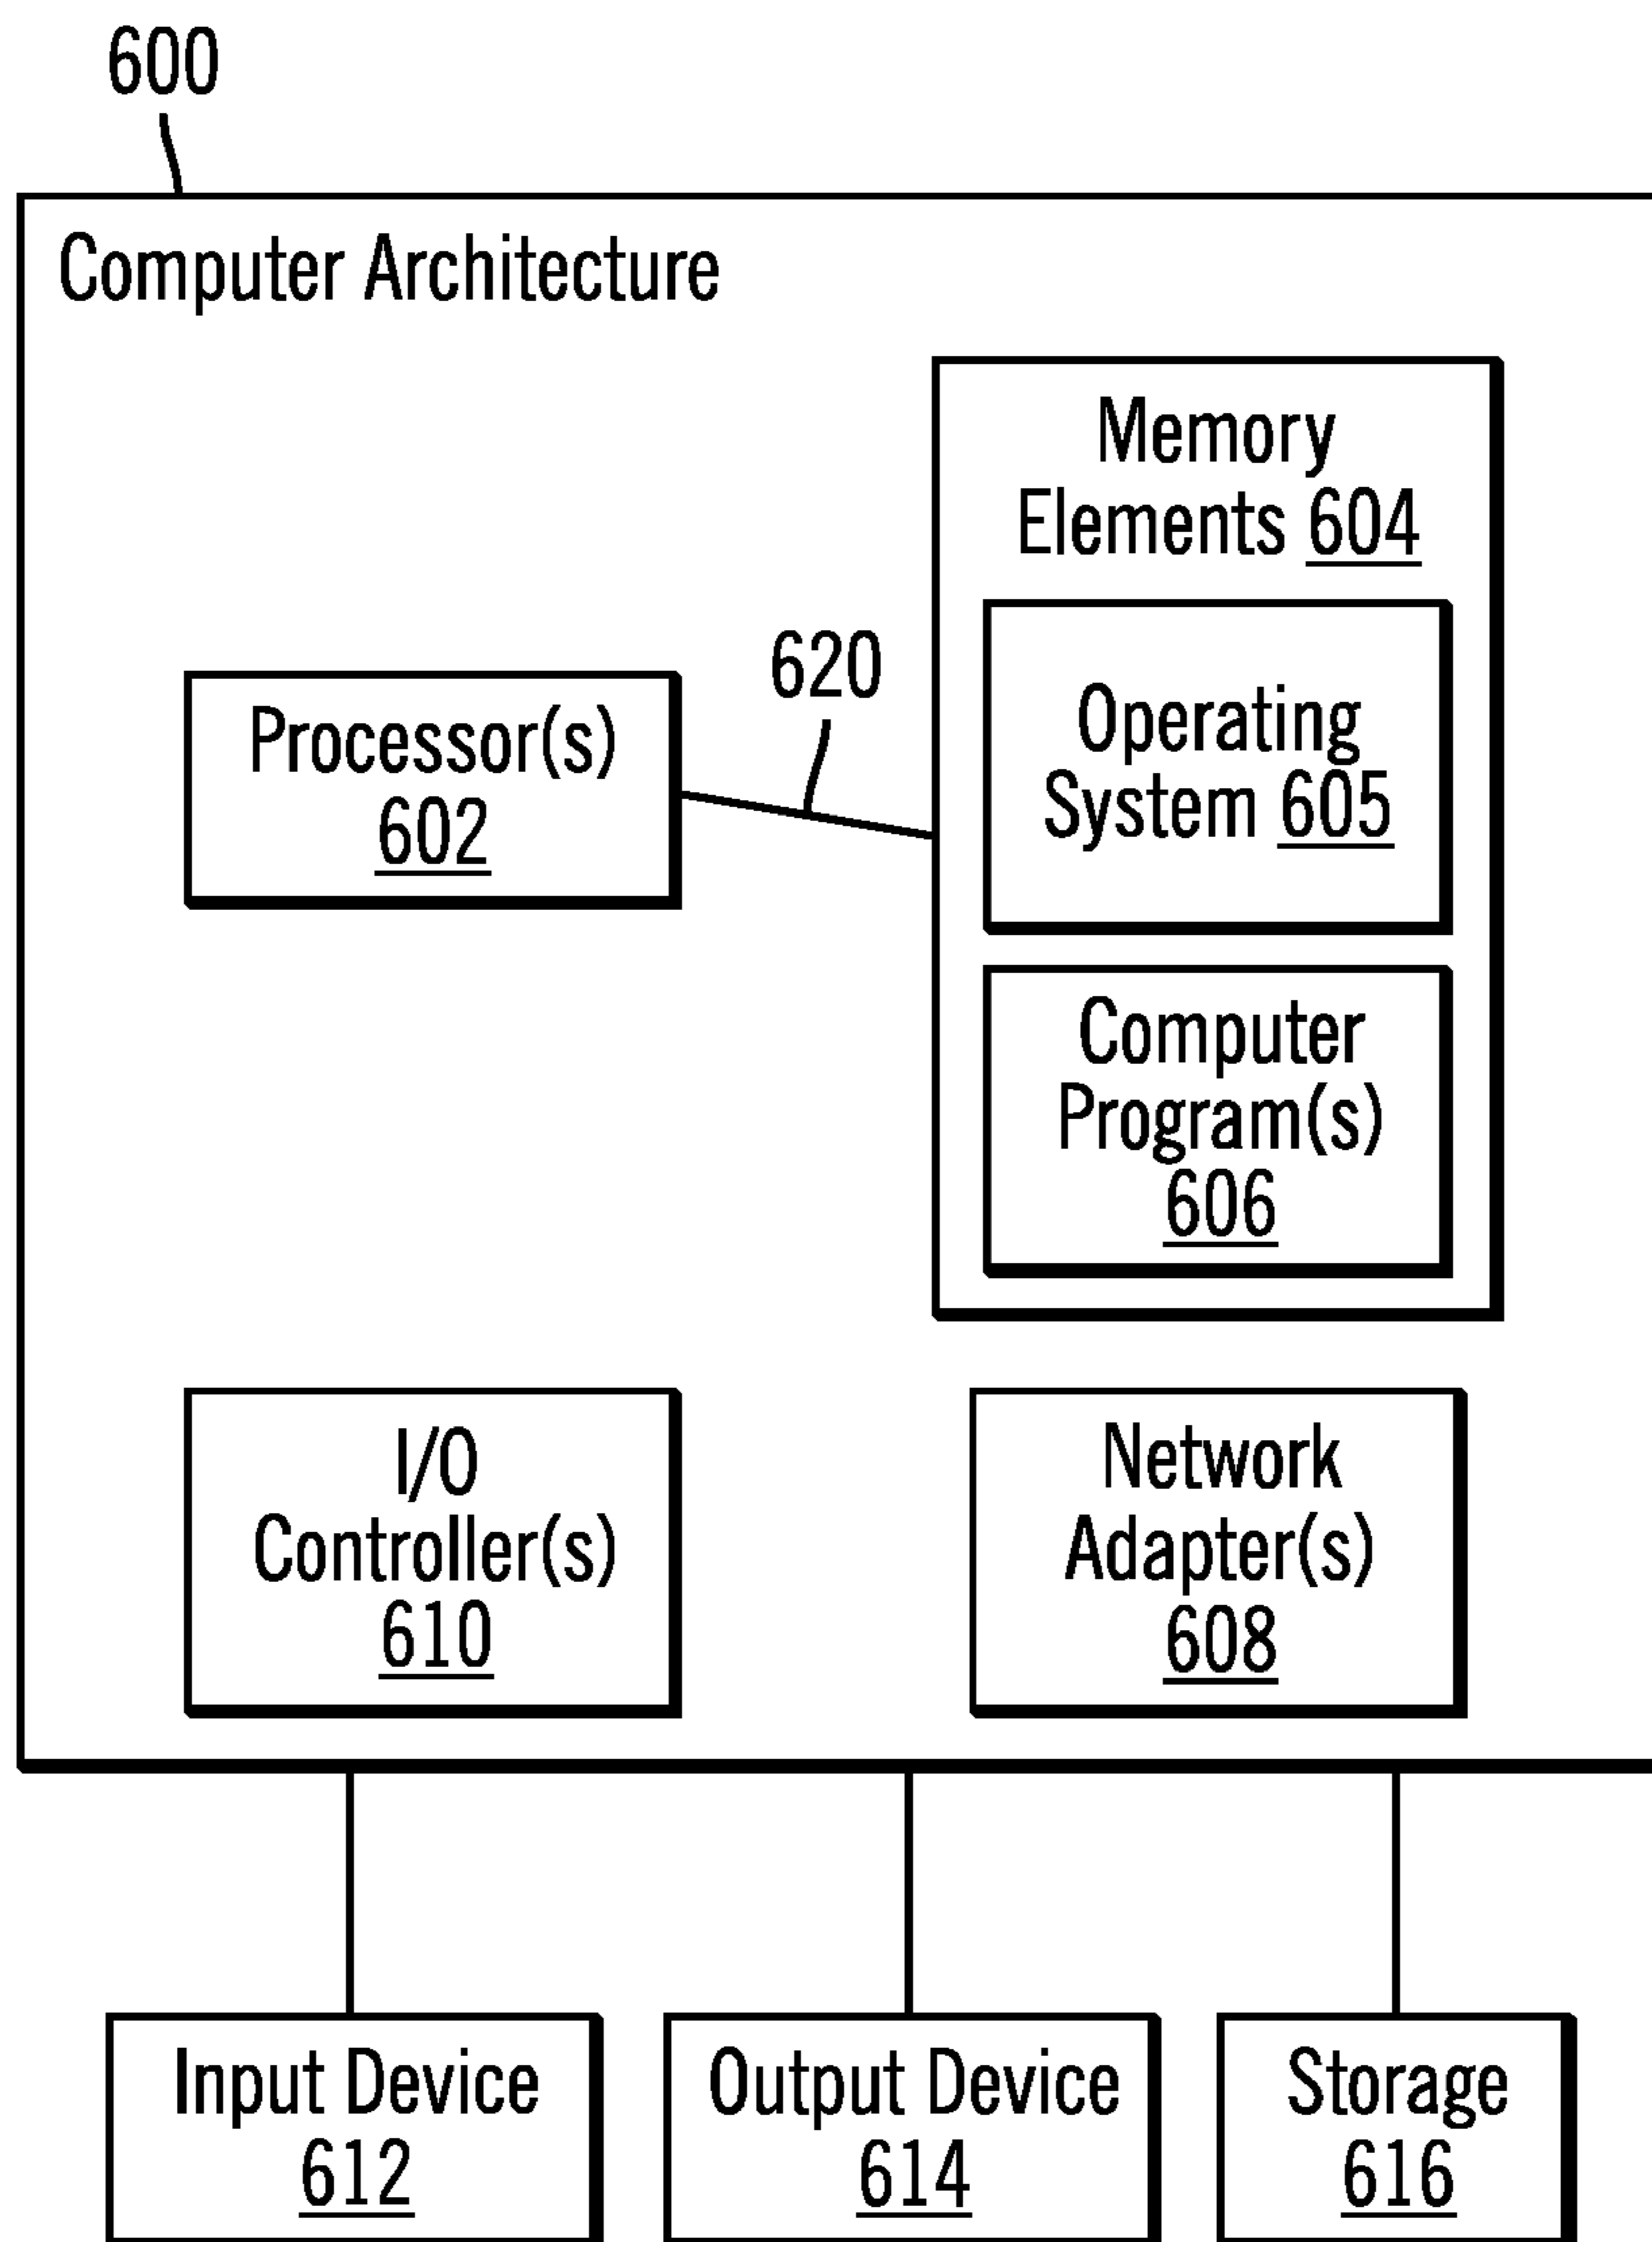 600
Computer Architecture
Memory
Elements 604
620
Processor(s)
602
Operating
System 605
Computer
Program(s)
606
I/O
Controller(s)
610
Network
Adapter(s)
608
Input Device
612
Output Device
614
Storage
616